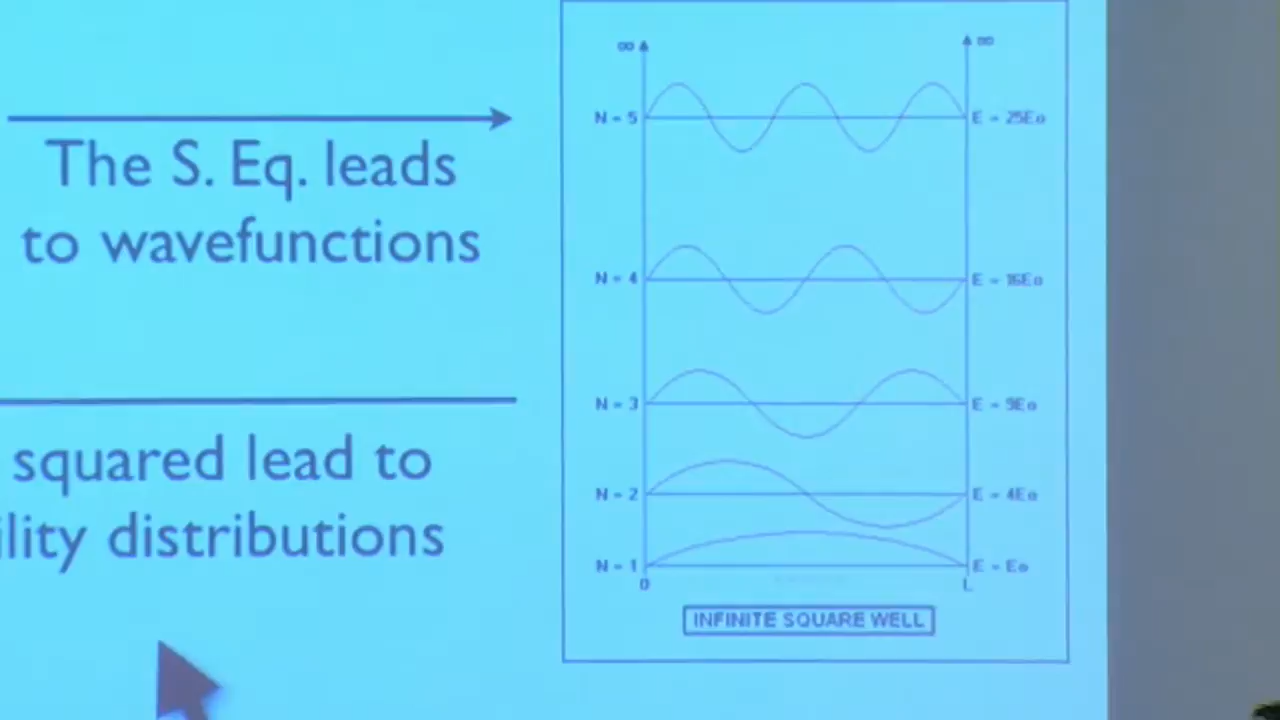 The S. Eq. leads
to wavefunctions
squared lead to
ility distributions
∞
∞
N = 5
E = 25Eo
N = 4
E = 16Eo
N = 3
E = 9Eo
N = 2
E = 4Eo
N = 1
E = Eo
0
L
INFINITE SQUARE WELL